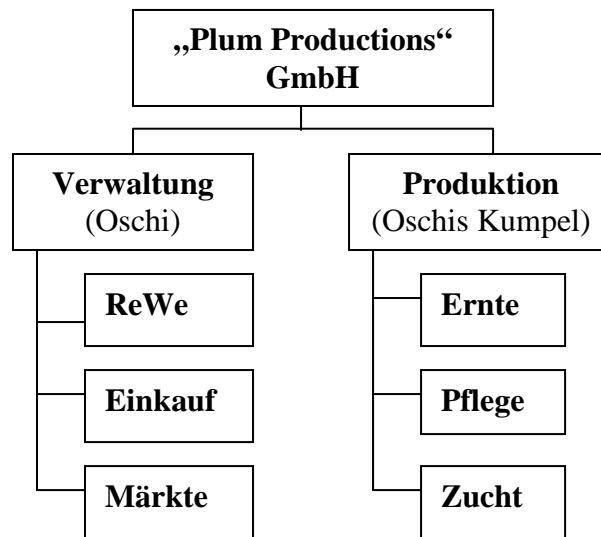 „Plum Productions“
GmbH
Verwaltung
(Oschi)
ReWe
Einkauf
Märkte
Produktion
(Oschis Kumpel)
Ernte
Pflege
Zucht